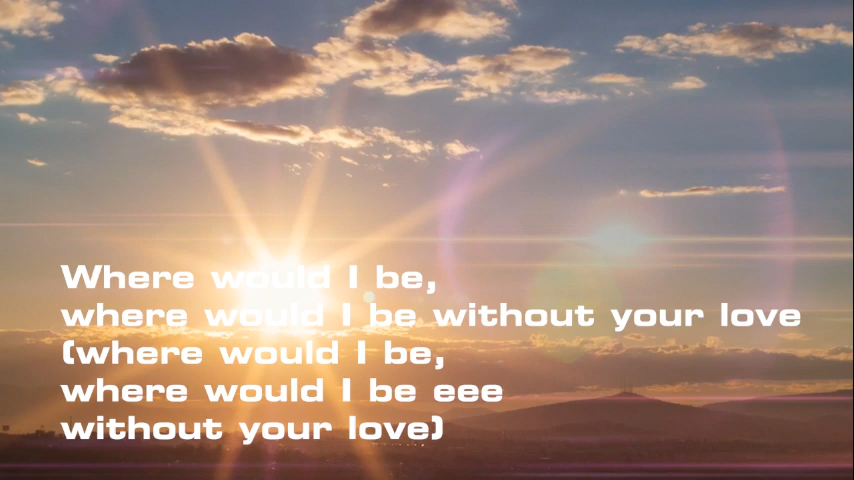 Where would I be,
where would I be without your love
(where would I be,
where would I be eee
without your love)